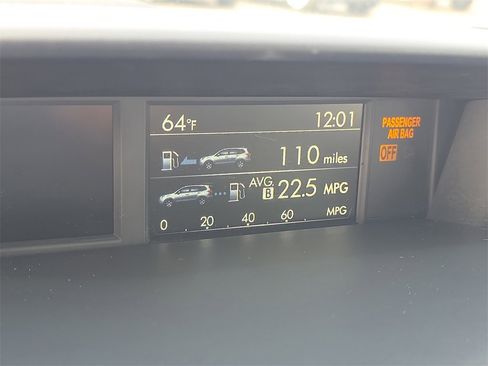 64°F 12:01
PASSENGER
AIR BAG
OFF
110 miles
AVG. B 22.5 MPG
0 20 40 60 MPG